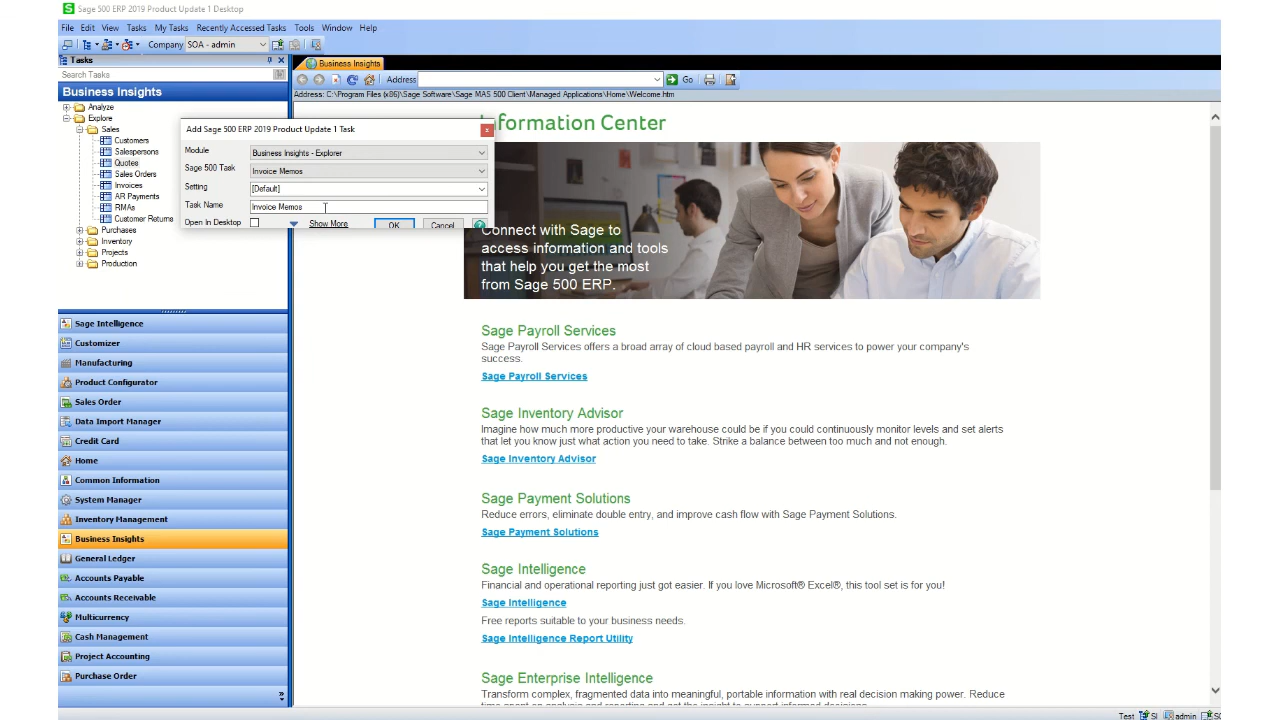 Sage 500 ERP 2019 Product Update 1 Desktop
File Edit View Tasks My Tasks Recently Accessed Tasks Tools Window Help
Company SOA - admin
Tasks
Search Tasks
Business Insights
Analyze
Explore
Sales
Customers
Salespersons
Quotes
Sales Orders
Invoices
AR Payments
RMAs
Customer Returns
Purchases
Inventory
Projects
Production
Sage Intelligence
Customizer
Manufacturing
Product Configurator
Sales Order
Data Import Manager
Credit Card
Home
Common Information
System Manager
Inventory Management
Business Insights
General Ledger
Accounts Payable
Accounts Receivable
Multicurrency
Cash Management
Project Accounting
Purchase Order
Add Sage 500 ERP 2019 Product Update 1 Task
Module Business Insights - Explorer
Sage 500 Task Invoice Memos
Setting [Default]
Task Name Invoice Memos
Open In Desktop Show More OK Cancel
Business Insights
Address Go
Address: C:\Program Files (x86)\Sage Software\Sage MAS 500 Client\Managed Applications\Home\Welcome.htm
Information Center
Connect with Sage to
access information and tools
that help you get the most
from Sage 500 ERP.
Sage Payroll Services
Sage Payroll Services offers a broad array of cloud based payroll and HR services to power your company's
success.
Sage Payroll Services
Sage Inventory Advisor
Imagine how much more productive your warehouse could be if you could continuously monitor levels and set alerts
that let you know just what action you need to take. Strike a balance between too much and not enough.
Sage Inventory Advisor
Sage Payment Solutions
Reduce errors, eliminate double entry, and improve cash flow with Sage Payment Solutions.
Sage Payment Solutions
Sage Intelligence
Financial and operational reporting just got easier. If you love Microsoft® Excel®, this tool set is for you!
Sage Intelligence
Free reports suitable to your business needs.
Sage Intelligence Report Utility
Sage Enterprise Intelligence
Transform complex, fragmented data into meaningful, portable information with real decision making power. Reduce
Test SI admin